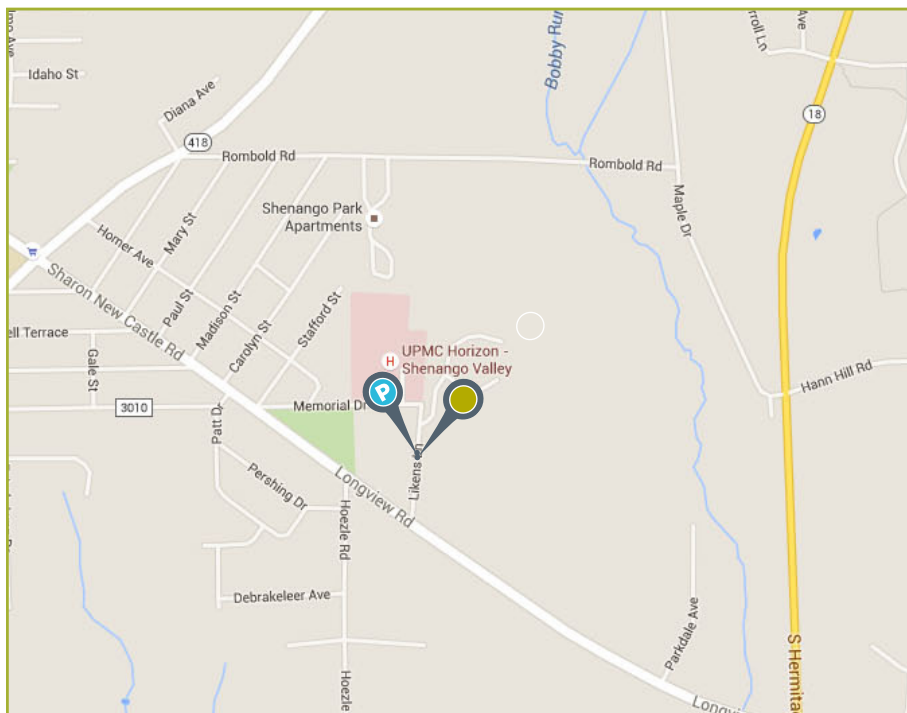 Idaho St
Diana Ave
418
Rombold Rd
Bobby Run
Rombold Rd
18
Ave
Maple Dr
Shenango Park
Apartments
Mary St
Homer Ave
Sharon New Castle Rd
Paul St
Madison St
Carolyn St
Stafford St
Terrace
Gale St
3010
Patt Dr
Memorial Dr
H
UPMC Horizon -
Shenango Valley
P
Hann Hill Rd
Likens Ln
Longview Rd
Pershing Dr
Hoezle Rd
Debrakeleer Ave
Hoezle
Parkdale Ave
S Hermita